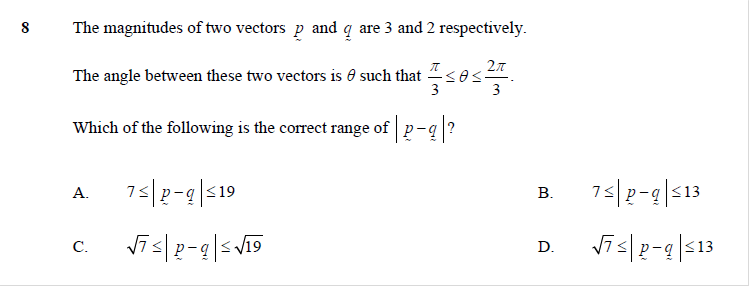 8 The magnitudes of two vectors p̰ and q̰ are 3 and 2 respectively.
The angle between these two vectors is θ such that π/3 ≤ θ ≤ 2π/3.
Which of the following is the correct range of |p̰ − q̰|?
A. 7 ≤ |p̰ − q̰| ≤ 19 B. 7 ≤ |p̰ − q̰| ≤ 13
C. √7 ≤ |p̰ − q̰| ≤ √19 D. √7 ≤ |p̰ − q̰| ≤ 13